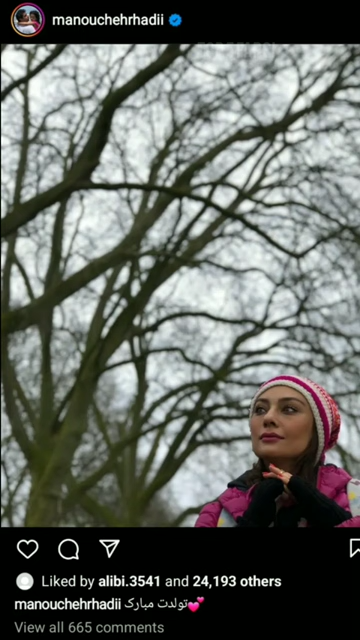 manouchehrhadii
Liked by alibi.3541 and 24,193 others
manouchehrhadii تولدت مبارک💕
View all 665 comments